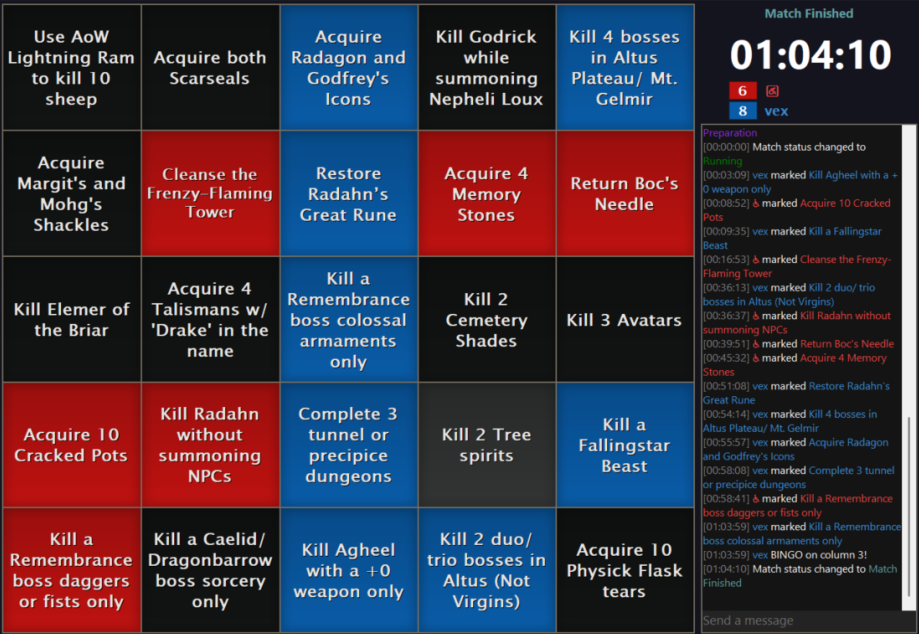 Use AoW
Lightning Ram
to kill 10
sheep
Acquire both
Scarseals
Acquire
Radagon and
Godfrey's
Icons
Kill Godrick
while
summoning
Nepheli Loux
Kill 4 bosses
in Altus
Plateau/ Mt.
Gelmir
Acquire
Margit's and
Mohg's
Shackles
Cleanse the
Frenzy-Flaming
Tower
Restore
Radahn's
Great Rune
Acquire 4
Memory
Stones
Return Boc's
Needle
Kill Elemer of
the Briar
Acquire 4
Talismans w/
'Drake' in the
name
Kill a
Remembrance
boss colossal
armaments
only
Kill 2
Cemetery
Shades
Kill 3 Avatars
Acquire 10
Cracked Pots
Kill Radahn
without
summoning
NPCs
Complete 3
tunnel or
precipice
dungeons
Kill 2 Tree
spirits
Kill a
Fallingstar
Beast
Kill a
Remembrance
boss daggers
or fists only
Kill a Caelid/
Dragonbarrow
boss sorcery
only
Kill Agheel
with a +0
weapon only
Kill 2 duo/
trio bosses in
Altus (Not
Virgins)
Acquire 10
Physick Flask
tears
Match Finished
01:04:10
6
8 vex
Preparation
[00:00:00] Match status changed to
Running
[00:03:09] vex marked Kill Agheel with a +
0 weapon only
[00:08:52] ♿ marked Acquire 10 Cracked
Pots
[00:09:35] vex marked Kill a Fallingstar
Beast
[00:16:53] ♿ marked Cleanse the Frenzy-
Flaming Tower
[00:36:13] vex marked Kill 2 duo/ trio
bosses in Altus (Not Virgins)
[00:36:37] ♿ marked Kill Radahn without
summoning NPCs
[00:39:51] ♿ marked Return Boc's Needle
[00:45:32] ♿ marked Acquire 4 Memory
Stones
[00:51:08] vex marked Restore Radahn's
Great Rune
[00:54:14] vex marked Kill 4 bosses in
Altus Plateau/ Mt. Gelmir
[00:55:57] vex marked Acquire Radagon
and Godfrey's Icons
[00:58:08] vex marked Complete 3 tunnel
or precipice dungeons
[00:58:41] ♿ marked Kill a Remembrance
boss daggers or fists only
[01:03:59] vex marked Kill a Remembrance
boss colossal armaments only
[01:03:59] vex BINGO on column 3!
[01:04:10] Match status changed to Match
Finished
Send a message